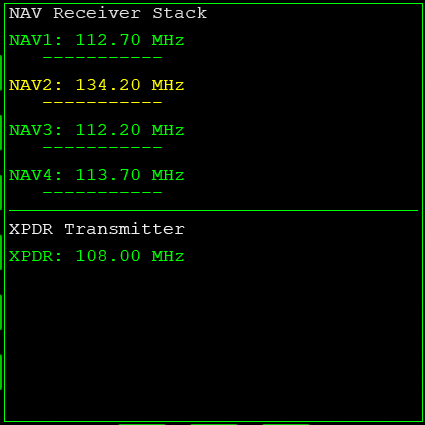 NAV Receiver Stack
NAV1: 112.70 MHz
-----------
NAV2: 134.20 MHz
-----------
NAV3: 112.20 MHz
-----------
NAV4: 113.70 MHz
-----------
XPDR Transmitter
XPDR: 108.00 MHz